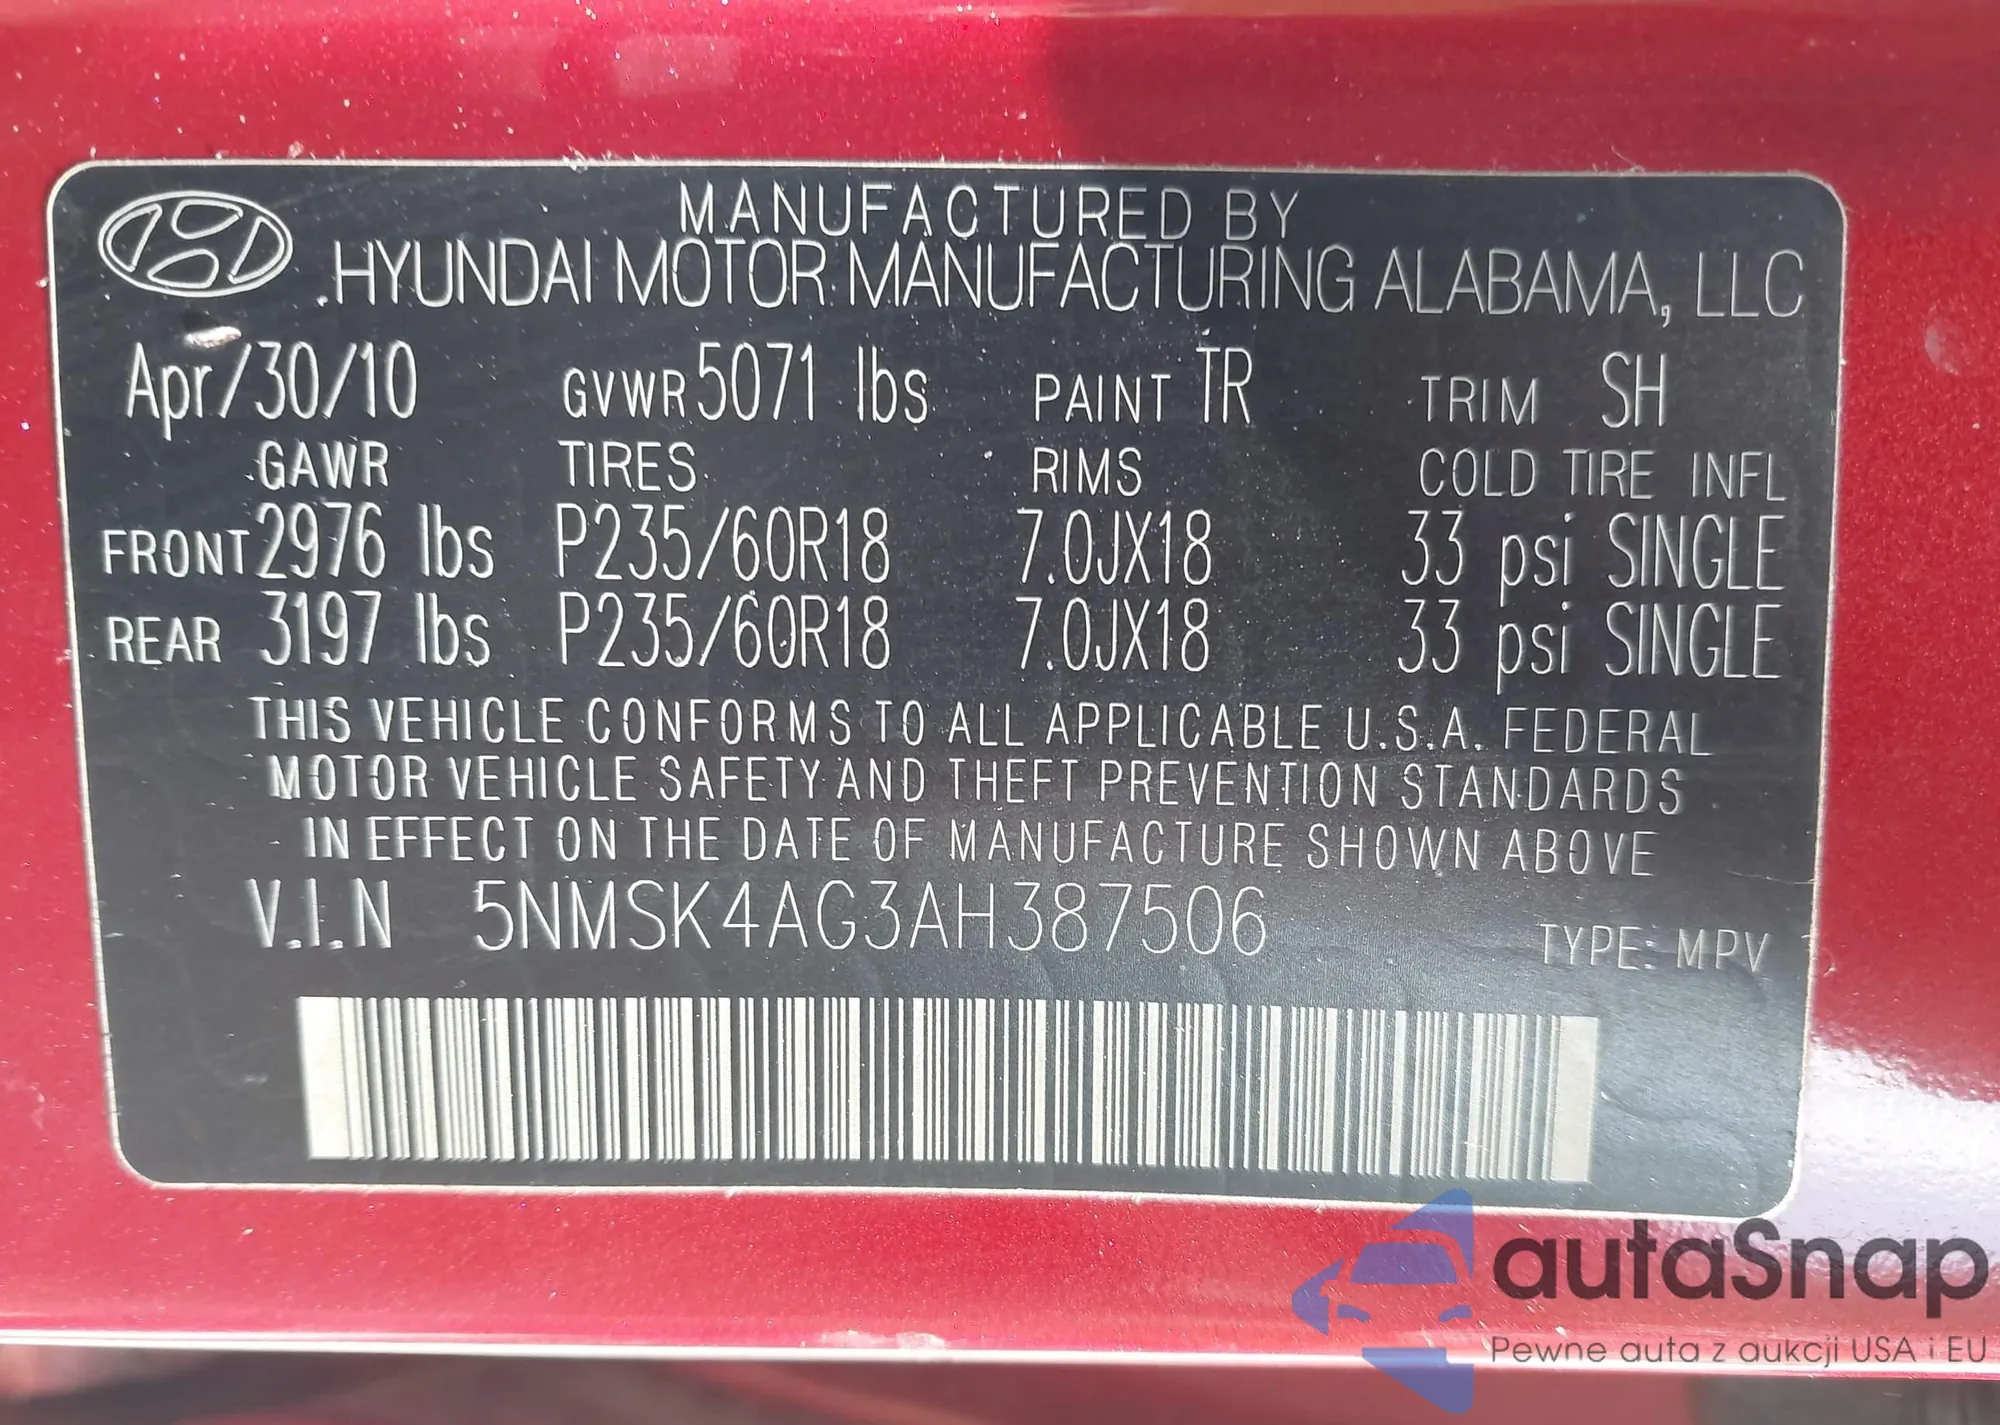 MANUFACTURED BY
HYUNDAI MOTOR MANUFACTURING ALABAMA, LLC
Apr/30/10 GVWR 5071 lbs PAINT TR TRIM SH
GAWR TIRES RIMS COLD TIRE INFL
FRONT 2976 lbs P235/60R18 7.0JX18 33 psi SINGLE
REAR 3197 lbs P235/60R18 7.0JX18 33 psi SINGLE
THIS VEHICLE CONFORMS TO ALL APPLICABLE U.S.A. FEDERAL
MOTOR VEHICLE SAFETY AND THEFT PREVENTION STANDARDS
IN EFFECT ON THE DATE OF MANUFACTURE SHOWN ABOVE
V.I.N 5NMSK4AG3AH387506
TYPE: MPV
autaSnap
Pewne auta z aukcji USA i EU